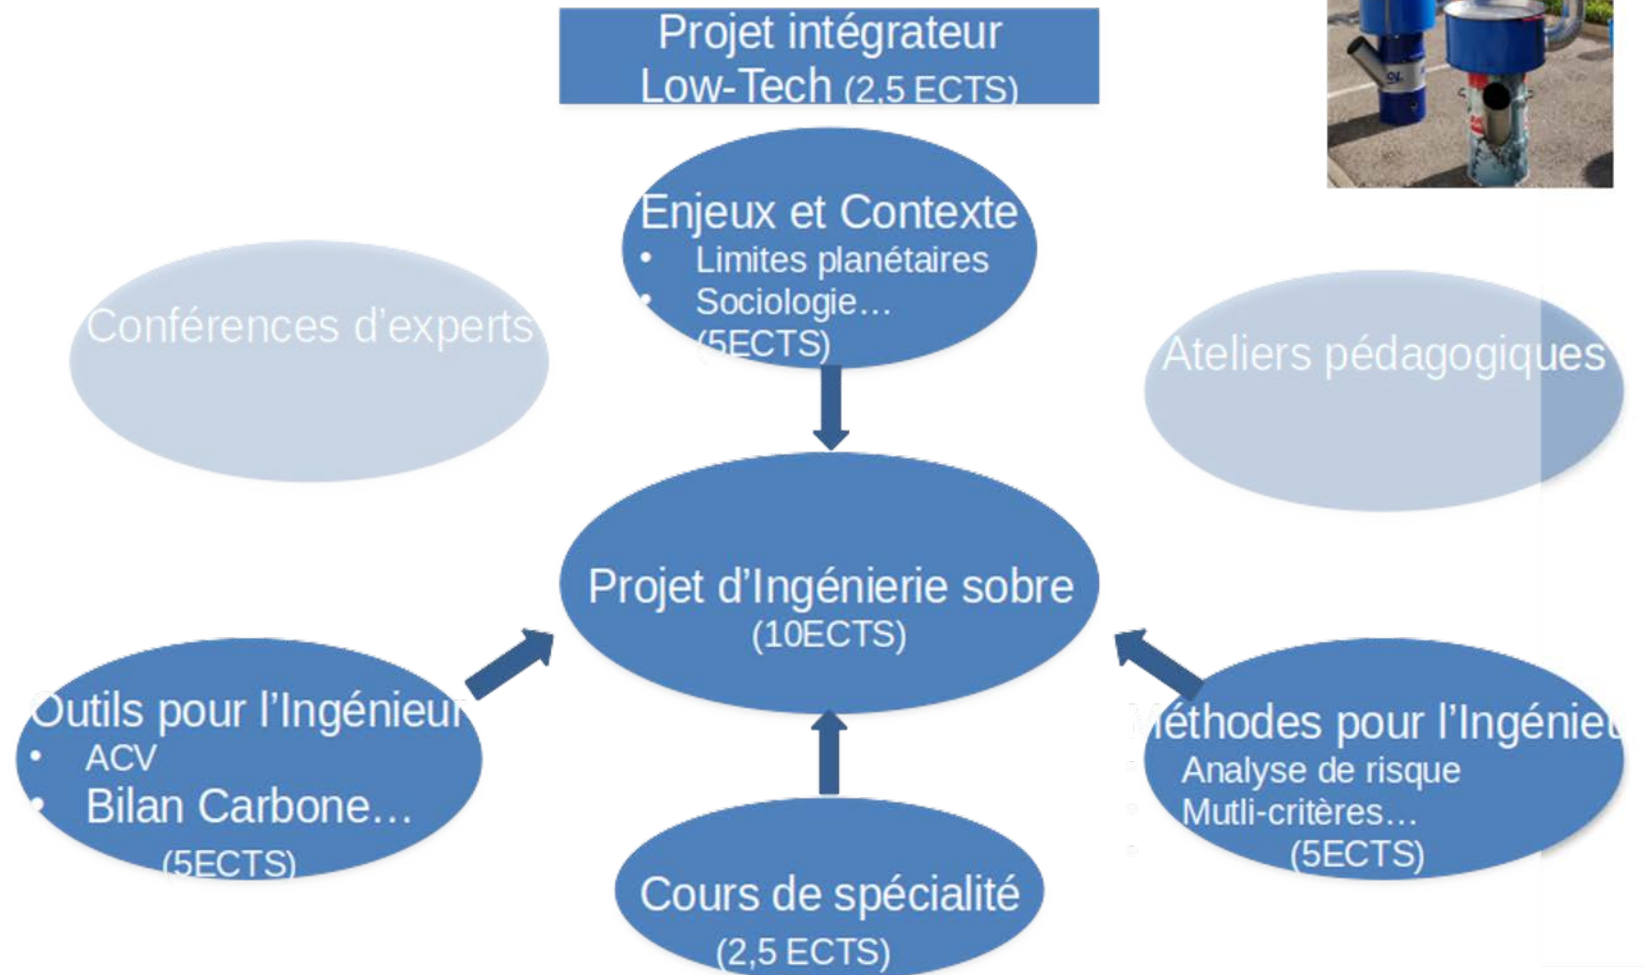 Projet intégrateur
Low-Tech (2,5 ECTS)
Enjeux et Contexte
• Limites planétaires
• Sociologie…
(5ECTS)
Conférences d’experts
Ateliers pédagogiques
Projet d’Ingénierie sobre
(10ECTS)
Outils pour l’Ingénieur
• ACV
• Bilan Carbone…
(5ECTS)
Méthodes pour l’Ingénieu
Analyse de risque
Mutli-critères…
(5ECTS)
Cours de spécialité
(2,5 ECTS)